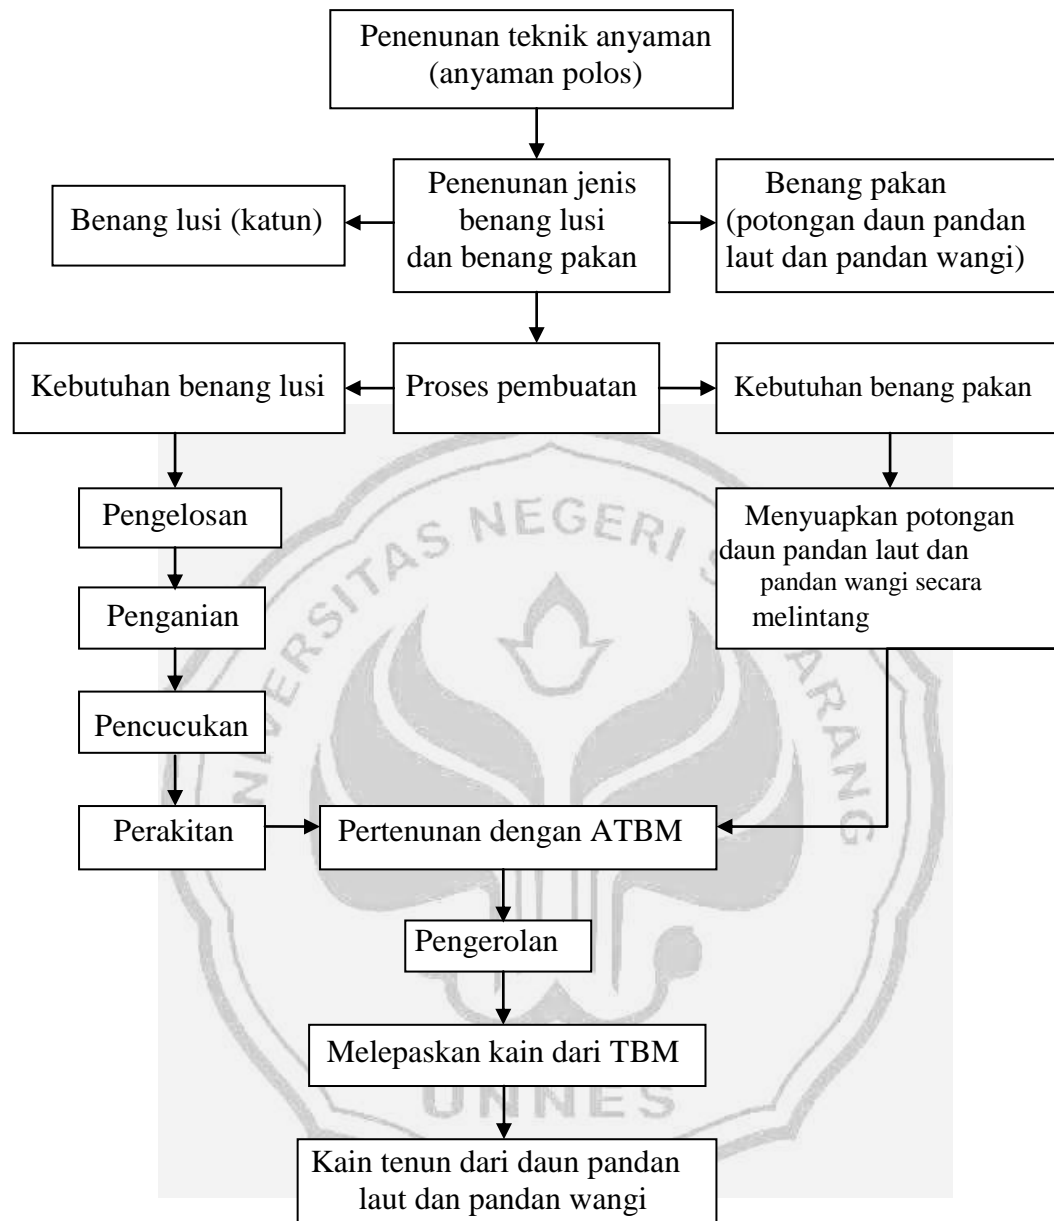 Penenunan teknik anyaman
(anyaman polos)
Benang lusi (katun)
Penenunan jenis
benang lusi
dan benang pakan
Benang pakan
(potongan daun pandan
laut dan pandan wangi)
Kebutuhan benang lusi
Proses pembuatan
Kebutuhan benang pakan
Pengelosan
Menyuapkan potongan
daun pandan laut dan
pandan wangi secara
melintang
Penganian
Pencucukan
Perakitan
Pertenunan dengan ATBM
Pengerolan
Melepaskan kain dari TBM
Kain tenun dari daun pandan
laut dan pandan wangi
UNIVERSITAS NEGERI SEMARANG
UNNES